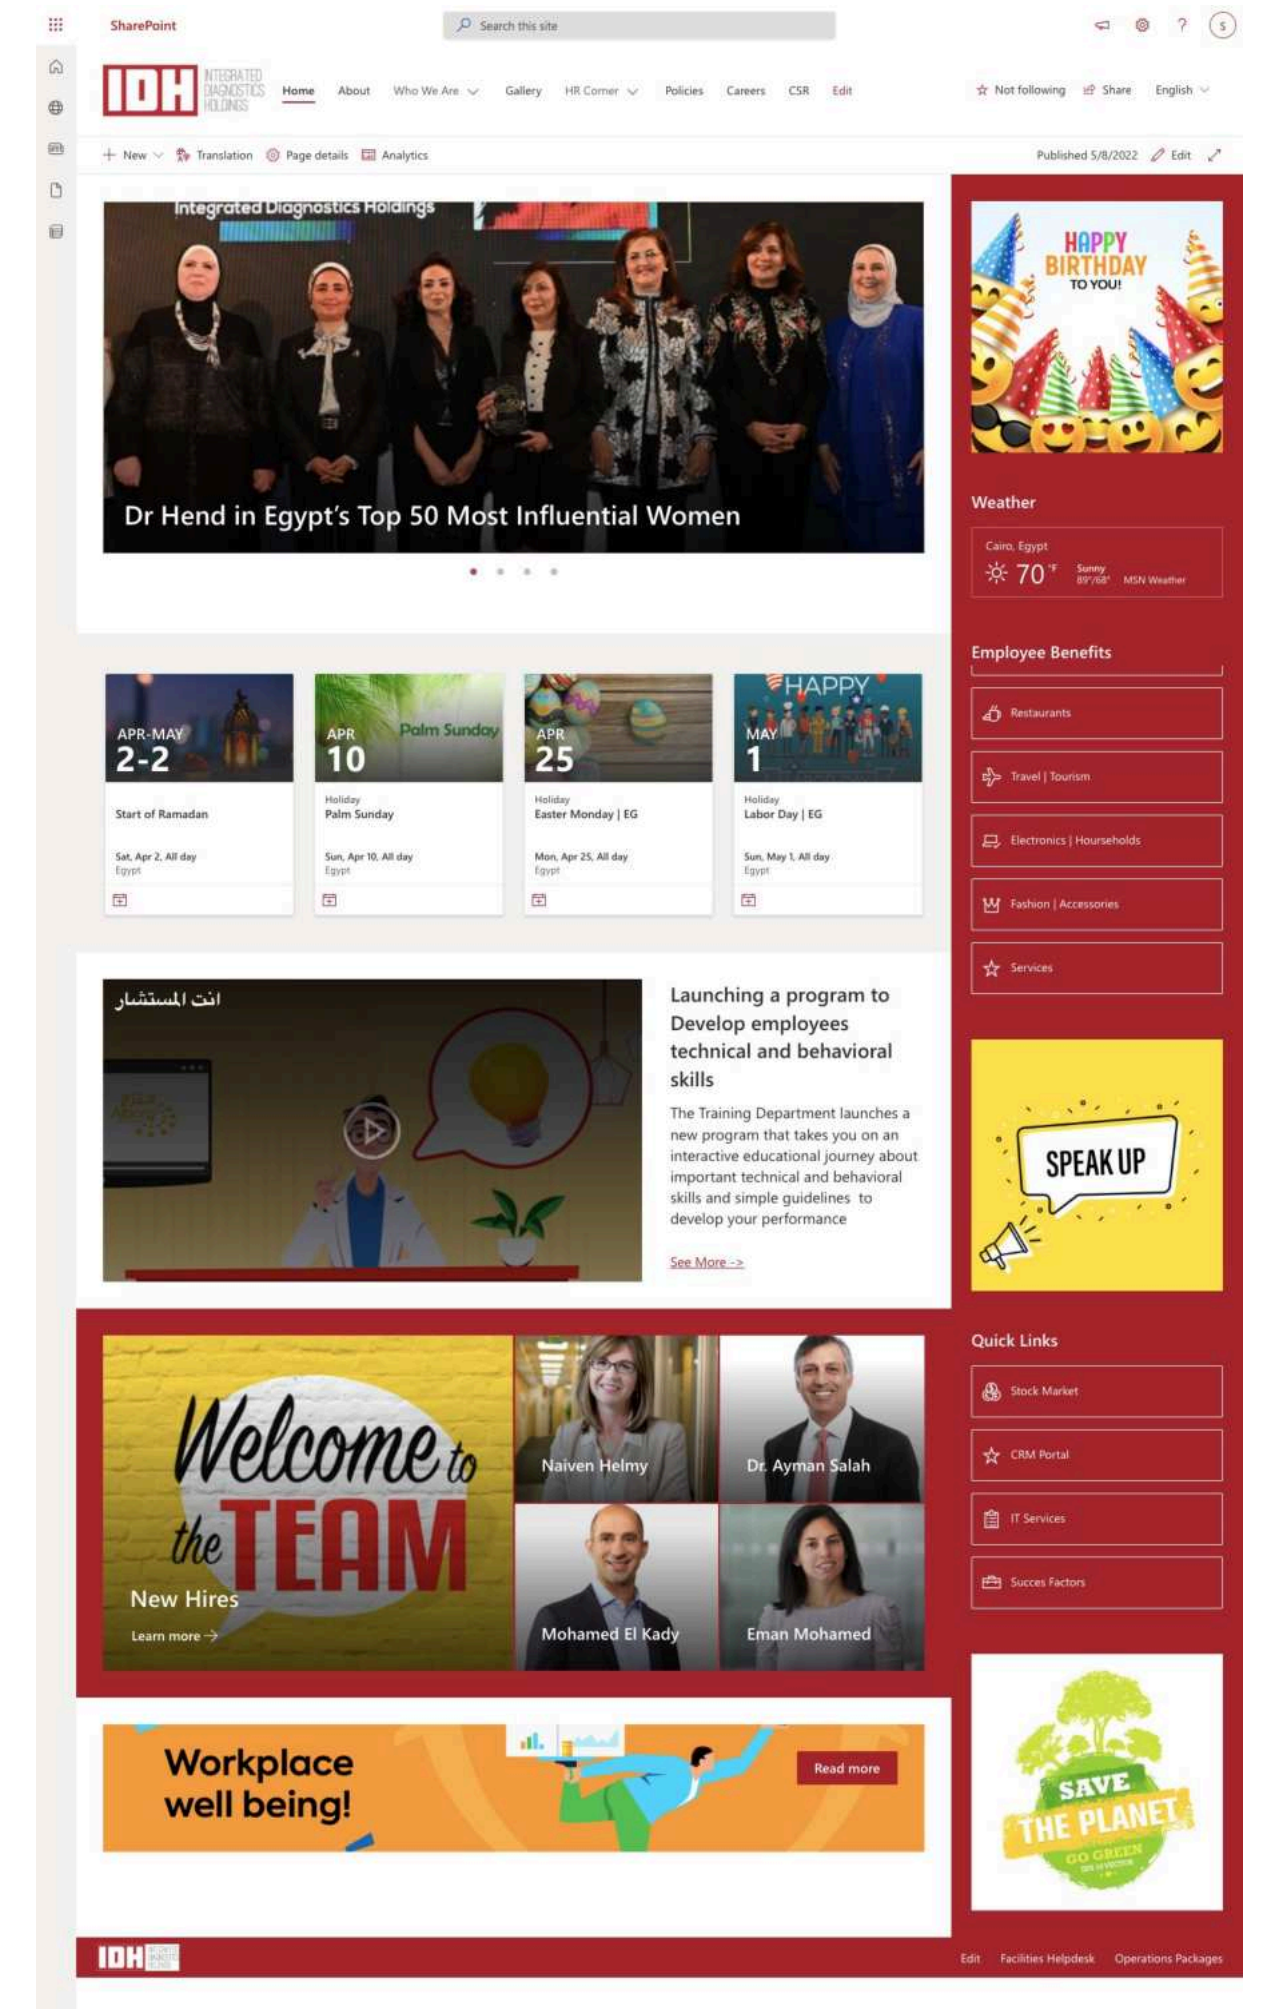 SharePoint
Search this site
?
S
IDH
INTEGRATED
DIAGNOSTICS
HOLDINGS
Home
About
Who We Are
Gallery
HR Corner
Policies
Careers
CSR
Edit
Not following
Share
English
New
Translation
Page details
Analytics
Published 5/8/2022
Edit
Integrated Diagnostics Holdings
Dr Hend in Egypt's Top 50 Most Influential Women
APR-MAY
2-2
Start of Ramadan
Sat, Apr 2, All day
Egypt
Palm Sunday
APR
10
Holiday
Palm Sunday
Sun, Apr 10, All day
Egypt
APR
25
Holiday
Easter Monday | EG
Mon, Apr 25, All day
Egypt
HAPPY
MAY
1
Holiday
Labor Day | EG
Sun, May 1, All day
Egypt
انت المستشار
Launching a program to
Develop employees
technical and behavioral
skills
The Training Department launches a
new program that takes you on an
interactive educational journey about
important technical and behavioral
skills and simple guidelines to
develop your performance
See More ->
Welcome to
the TEAM
New Hires
Learn more
Naiven Helmy
Dr. Ayman Salah
Mohamed El Kady
Eman Mohamed
Workplace
well being!
Read more
HAPPY
BIRTHDAY
TO YOU!
Weather
Cairo, Egypt
70 °F
Sunny
89°/68°
MSN Weather
Employee Benefits
Restaurants
Travel | Tourism
Electronics | Hourseholds
Fashion | Accessories
Services
SPEAK UP
Quick Links
Stock Market
CRM Portal
IT Services
Succes Factors
SAVE
THE PLANET
GO GREEN
IDH
Edit
Facilities Helpdesk
Operations Packages